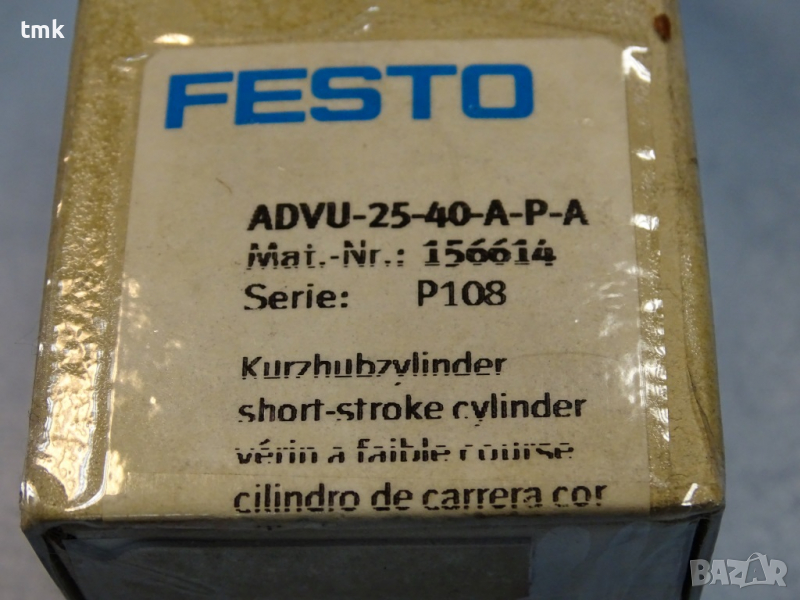 tmk
FESTO
ADVU-25-40-A-P-A
Mat.-Nr.: 156614
Serie: P108
Kurzhubzylinder
short-stroke cylinder
vérin a faible course
cilindro de carrera cor
BAZAR